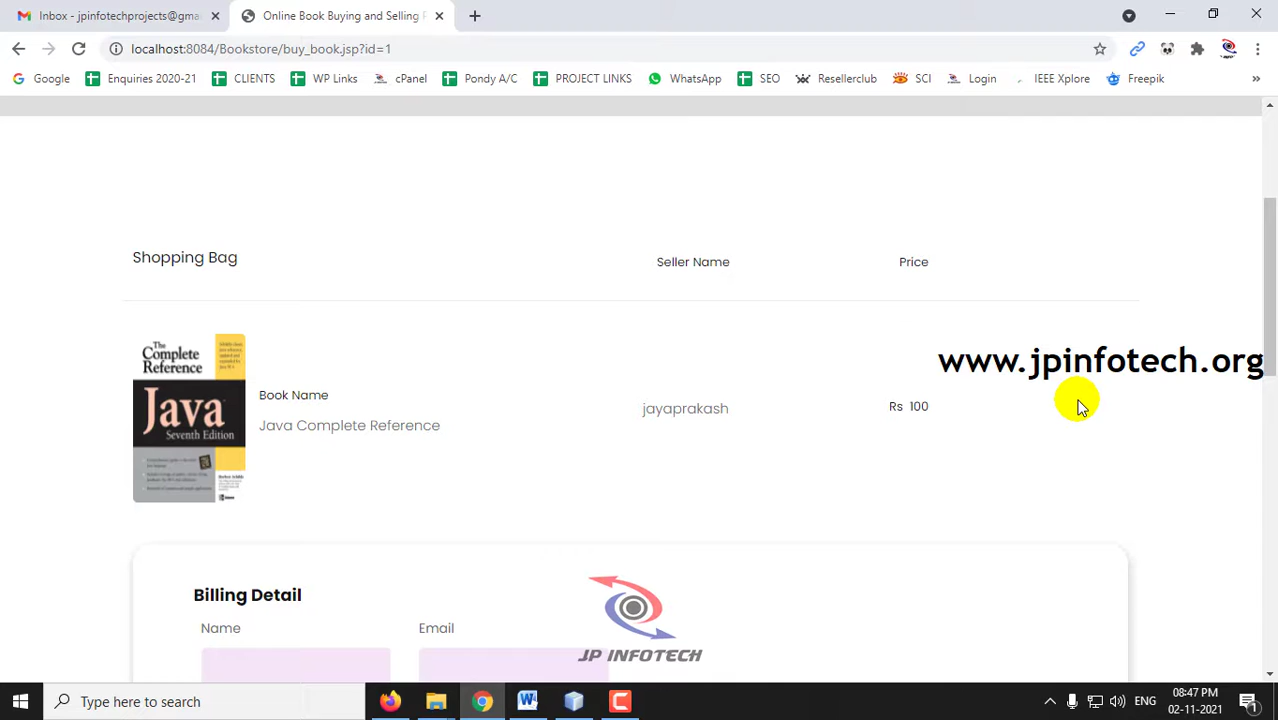 Inbox - jpinfotechprojects@gma
Online Book Buying and Selling P
localhost:8084/Bookstore/buy_book.jsp?id=1
Google
Enquiries 2020-21
CLIENTS
WP Links
cPanel
Pondy A/C
PROJECT LINKS
WhatsApp
SEO
Resellerclub
SCI
Login
IEEE Xplore
Freepik
Shopping Bag
Seller Name
Price
The Complete Reference
Java
Seventh Edition
www.jpinfotech.org
Book Name
Java Complete Reference
jayaprakash
Rs 100
Billing Detail
Name
Email
JP INFOTECH
Type here to search
ENG
08:47 PM
02-11-2021
1